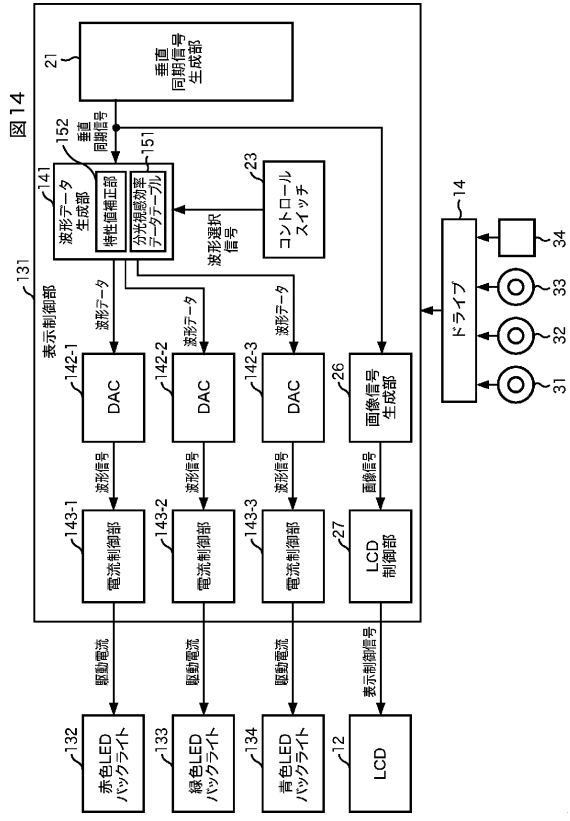 図14
131
表示制御部
132
赤色LED
バックライト
駆動電流
143-1
電流制御部
波形信号
142-1
DAC
波形データ
141
波形データ
生成部
152
特性値補正部
151
分光視感効率
データテーブル
垂直
同期信号
21
垂直
同期信号
生成部
133
緑色LED
バックライト
駆動電流
143-2
電流制御部
波形信号
142-2
DAC
波形データ
134
青色LED
バックライト
駆動電流
143-3
電流制御部
波形信号
142-3
DAC
波形データ
波形選択
信号
23
コントロール
スイッチ
12
LCD
表示制御信号
27
LCD
制御部
画像信号
26
画像信号
生成部
14
ドライブ
31
32
33
34